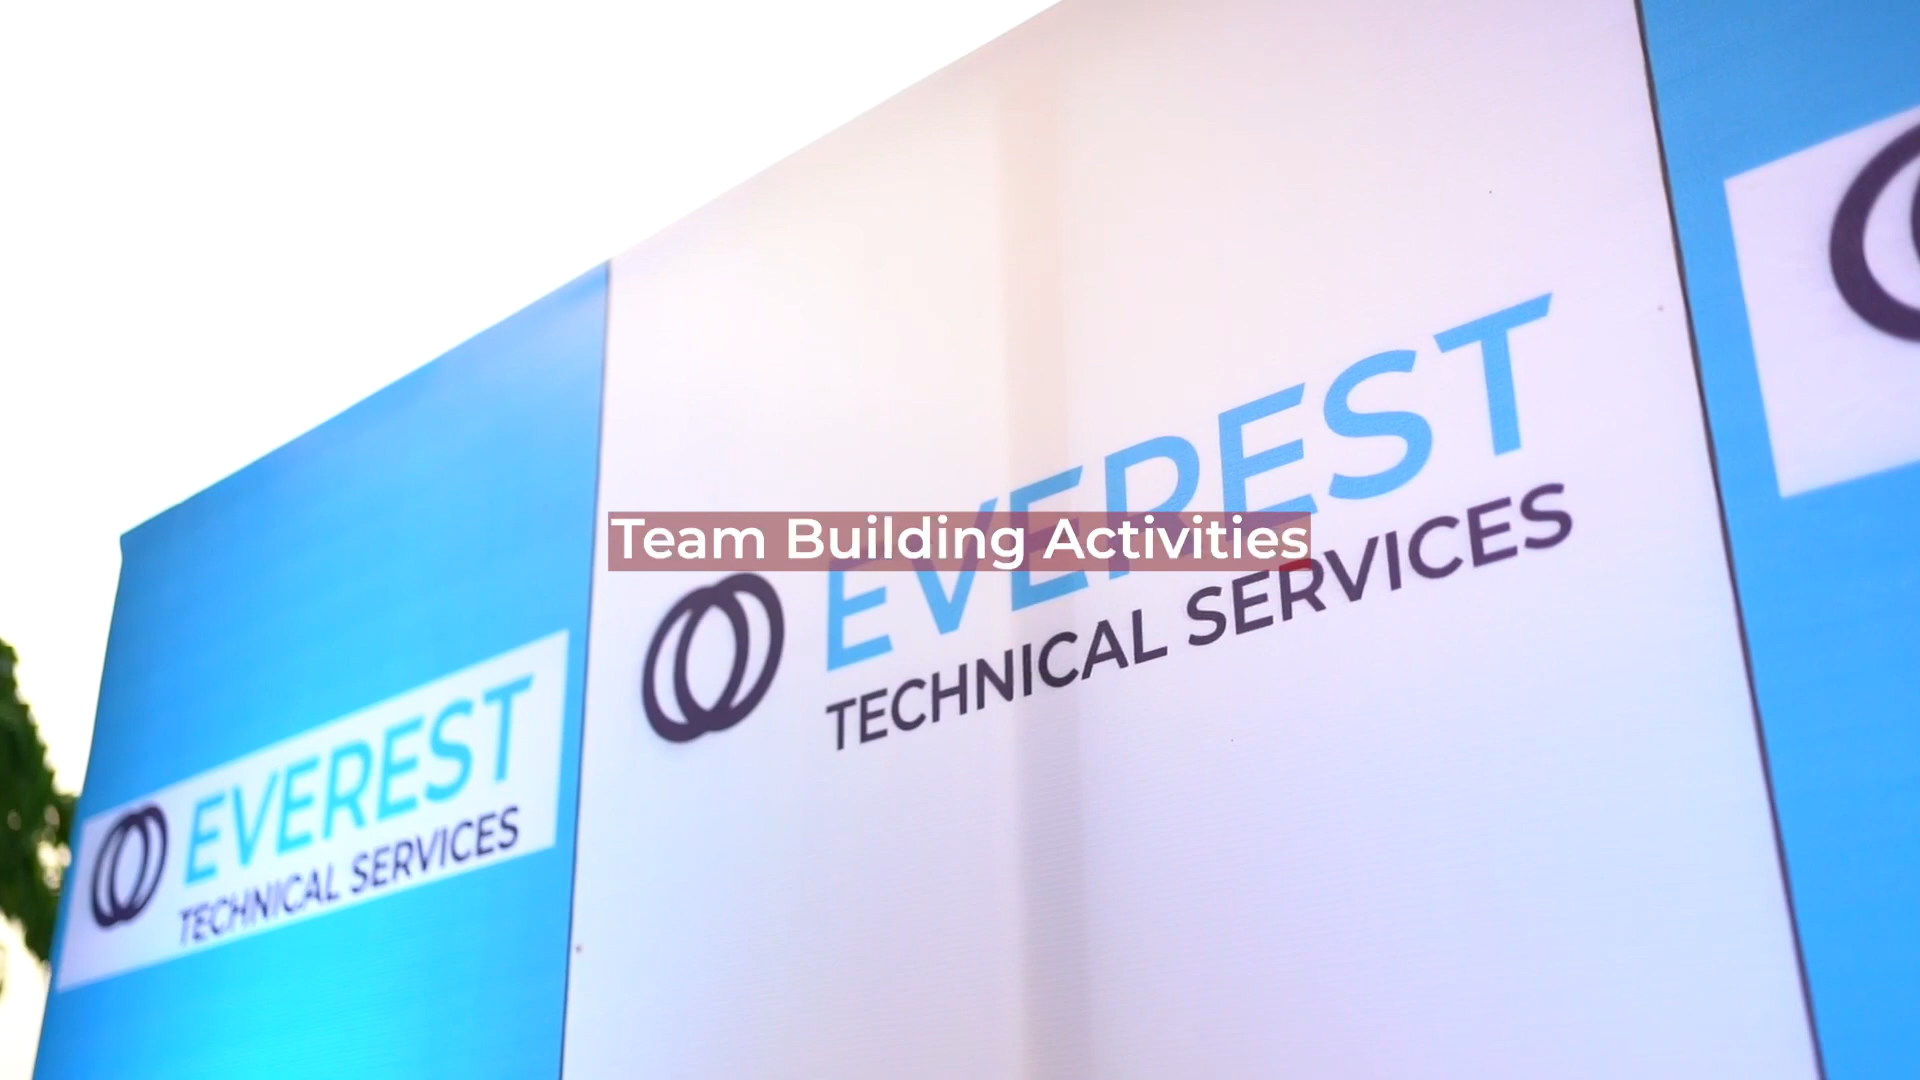 Team Building Activities
EVEREST
TECHNICAL SERVICES
EVEREST
TECHNICAL SERVICES